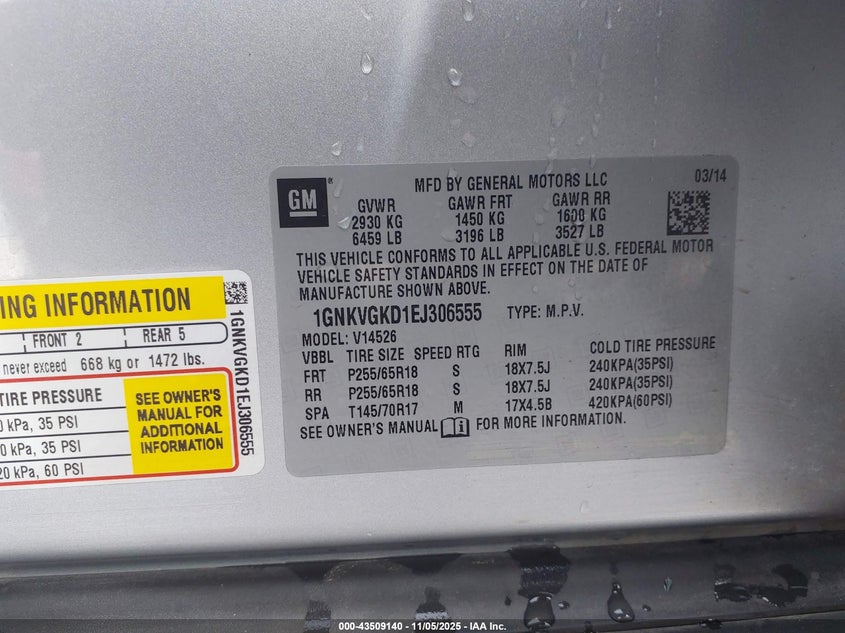 GM
®
MFD BY GENERAL MOTORS LLC 03/14
GVWR GAWR FRT GAWR RR
2930 KG 1450 KG 1600 KG
6459 LB 3196 LB 3527 LB
THIS VEHICLE CONFORMS TO ALL APPLICABLE U.S. FEDERAL MOTOR
VEHICLE SAFETY STANDARDS IN EFFECT ON THE DATE OF
MANUFACTURE SHOWN ABOVE.
1GNKVGKD1EJ306555 TYPE: M.P.V.
MODEL: V14526
VBBL TIRE SIZE SPEED RTG RIM COLD TIRE PRESSURE
FRT P255/65R18 S 18X7.5J 240KPA(35PSI)
RR P255/65R18 S 18X7.5J 240KPA(35PSI)
SPA T145/70R17 M 17X4.5B 420KPA(60PSI)
SEE OWNER'S MANUAL i FOR MORE INFORMATION.
ING INFORMATION
FRONT 2 REAR 5
never exceed 668 kg or 1472 lbs.
TIRE PRESSURE
0 kPa, 35 PSI
0 kPa, 35 PSI
20 kPa, 60 PSI
SEE OWNER'S
MANUAL FOR
ADDITIONAL
INFORMATION
1GNKVGKD1EJ306555
000-43509140 - 11/05/2025 - IAA Inc.